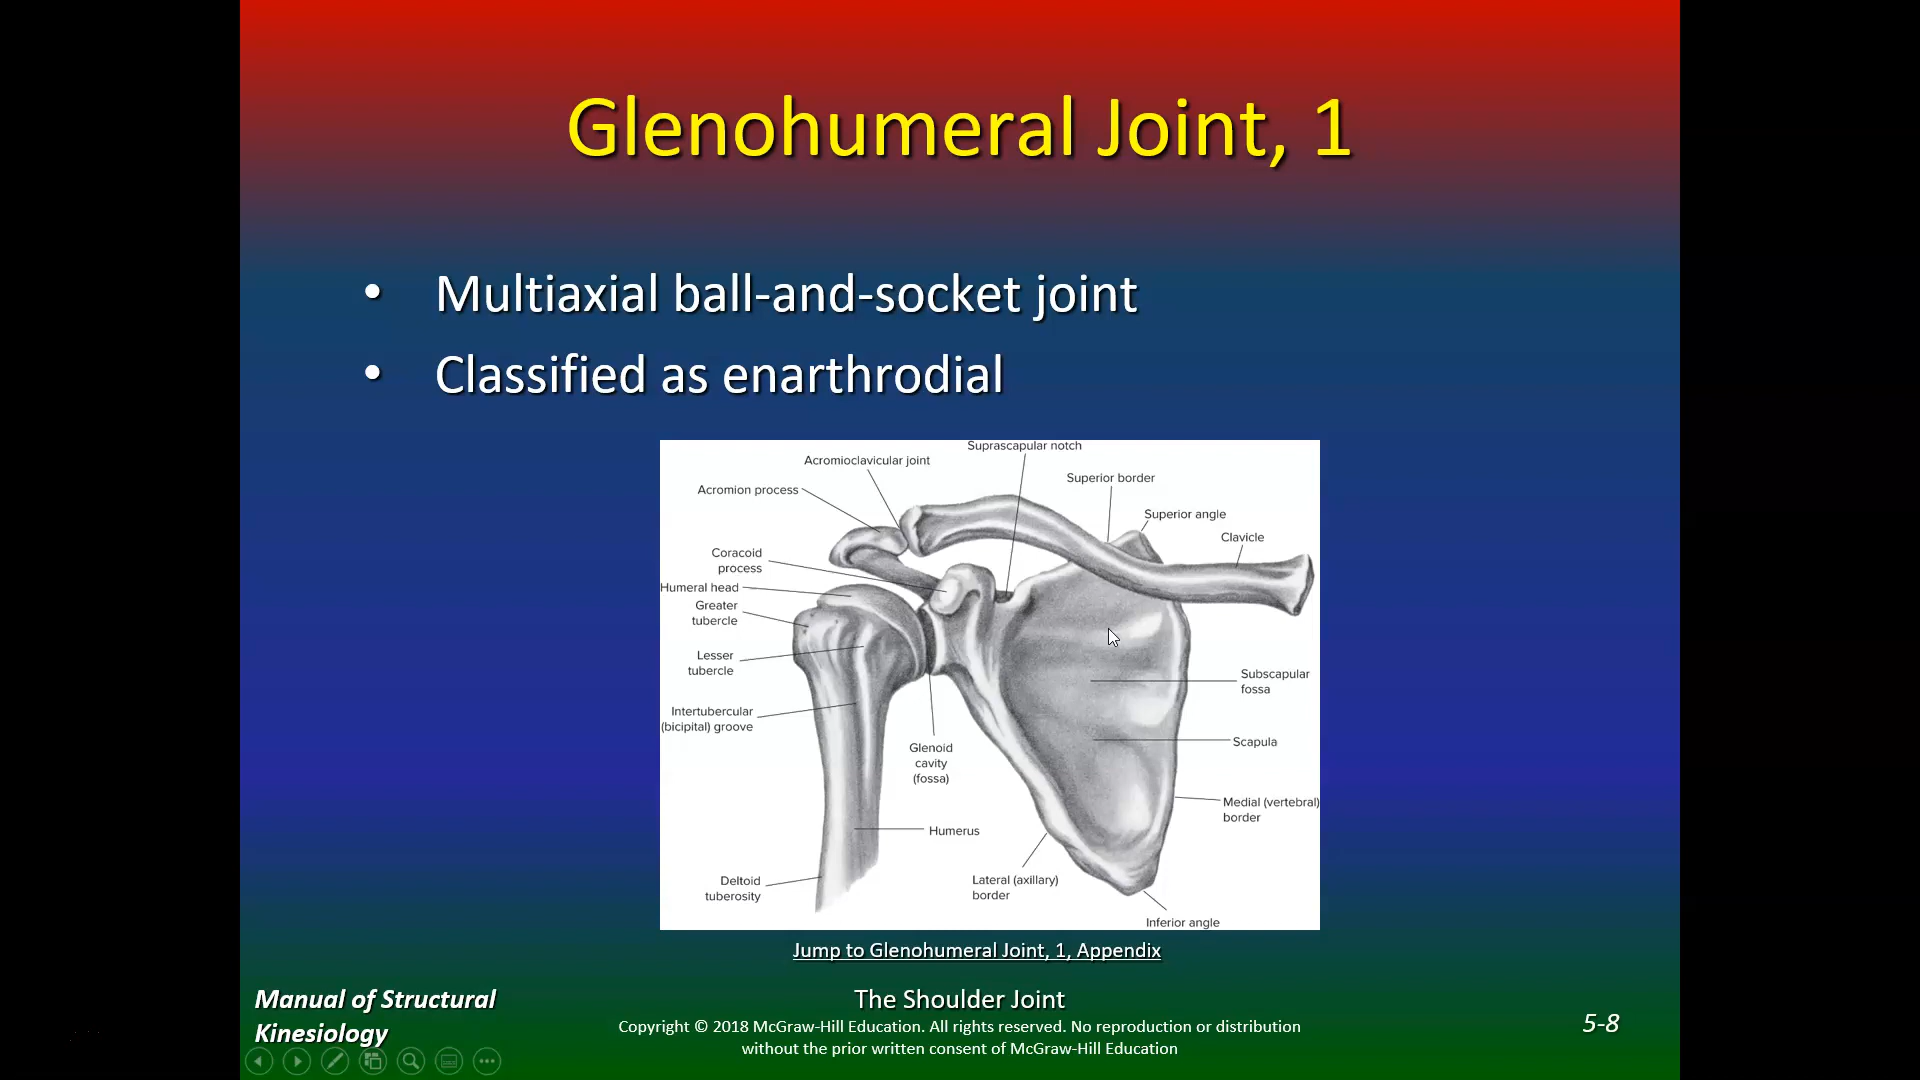 Glenohumeral Joint, 1
• Multiaxial ball-and-socket joint
• Classified as enarthrodial
Suprascapular notch
Acromioclavicular joint
Superior border
Acromion process
Superior angle
Clavicle
Coracoid
process
Humeral head
Greater
tubercle
Lesser
tubercle
Subscapular
fossa
Intertubercular
(bicipital) groove
Scapula
Glenoid
cavity
(fossa)
Medial (vertebral)
border
Humerus
Deltoid
tuberosity
Lateral (axillary)
border
Inferior angle
Jump to Glenohumeral Joint, 1, Appendix
Manual of Structural
Kinesiology
The Shoulder Joint
Copyright © 2018 McGraw-Hill Education. All rights reserved. No reproduction or distribution
without the prior written consent of McGraw-Hill Education
5-8